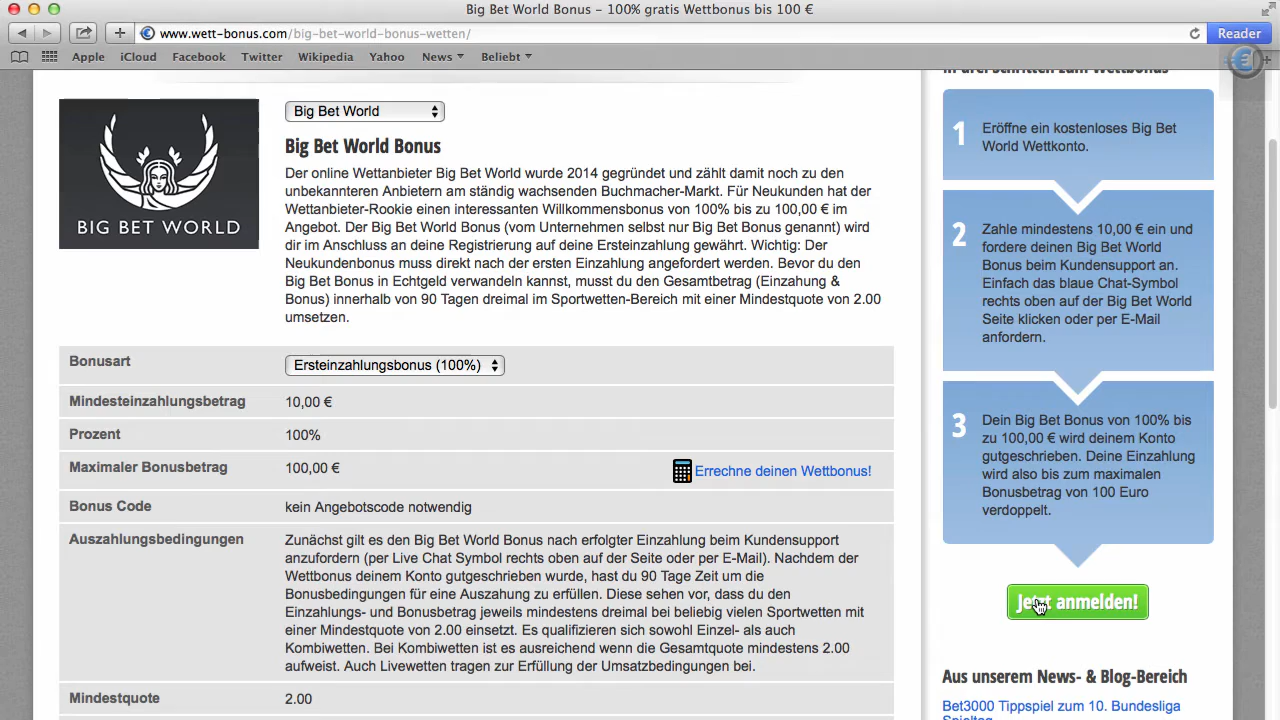 Big Bet World Bonus – 100% gratis Wettbonus bis 100 €
www.wett-bonus.com/big-bet-world-bonus-wetten/
Reader
Apple iCloud Facebook Twitter Wikipedia Yahoo News Beliebt
BIG BET WORLD
Big Bet World
Big Bet World Bonus
Der online Wettanbieter Big Bet World wurde 2014 gegründet und zählt damit noch zu den
unbekannteren Anbietern am ständig wachsenden Buchmacher-Markt. Für Neukunden hat der
Wettanbieter-Rookie einen interessanten Willkommensbonus von 100% bis zu 100,00 € im
Angebot. Der Big Bet World Bonus (vom Unternehmen selbst nur Big Bet Bonus genannt) wird
dir im Anschluss an deine Registrierung auf deine Ersteinzahlung gewährt. Wichtig: Der
Neukundenbonus muss direkt nach der ersten Einzahlung angefordert werden. Bevor du den
Big Bet Bonus in Echtgeld verwandeln kannst, musst du den Gesamtbetrag (Einzahung &
Bonus) innerhalb von 90 Tagen dreimal im Sportwetten-Bereich mit einer Mindestquote von 2.00
umsetzen.
Bonusart Ersteinzahlungsbonus (100%)
Mindesteinzahlungsbetrag 10,00 €
Prozent 100%
Maximaler Bonusbetrag 100,00 € Errechne deinen Wettbonus!
Bonus Code kein Angebotscode notwendig
Auszahlungsbedingungen Zunächst gilt es den Big Bet World Bonus nach erfolgter Einzahlung beim Kundensupport
anzufordern (per Live Chat Symbol rechts oben auf der Seite oder per E-Mail). Nachdem der
Wettbonus deinem Konto gutgeschrieben wurde, hast du 90 Tage Zeit um die
Bonusbedingungen für eine Auszahung zu erfüllen. Diese sehen vor, dass du den
Einzahlungs- und Bonusbetrag jeweils mindestens dreimal bei beliebig vielen Sportwetten mit
einer Mindestquote von 2.00 einsetzt. Es qualifizieren sich sowohl Einzel- als auch
Kombiwetten. Bei Kombiwetten ist es ausreichend wenn die Gesamtquote mindestens 2.00
aufweist. Auch Livewetten tragen zur Erfüllung der Umsatzbedingungen bei.
Mindestquote 2.00
In drei Schritten zum Wettbonus
1 Eröffne ein kostenloses Big Bet
World Wettkonto.
2 Zahle mindestens 10,00 € ein und
fordere deinen Big Bet World
Bonus beim Kundensupport an.
Einfach das blaue Chat-Symbol
rechts oben auf der Big Bet World
Seite klicken oder per E-Mail
anfordern.
3 Dein Big Bet Bonus von 100% bis
zu 100,00 € wird deinem Konto
gutgeschrieben. Deine Einzahlung
wird also bis zum maximalen
Bonusbetrag von 100 Euro
verdoppelt.
Jetzt anmelden!
Aus unserem News- & Blog-Bereich
Bet3000 Tippspiel zum 10. Bundesliga
Spieltag